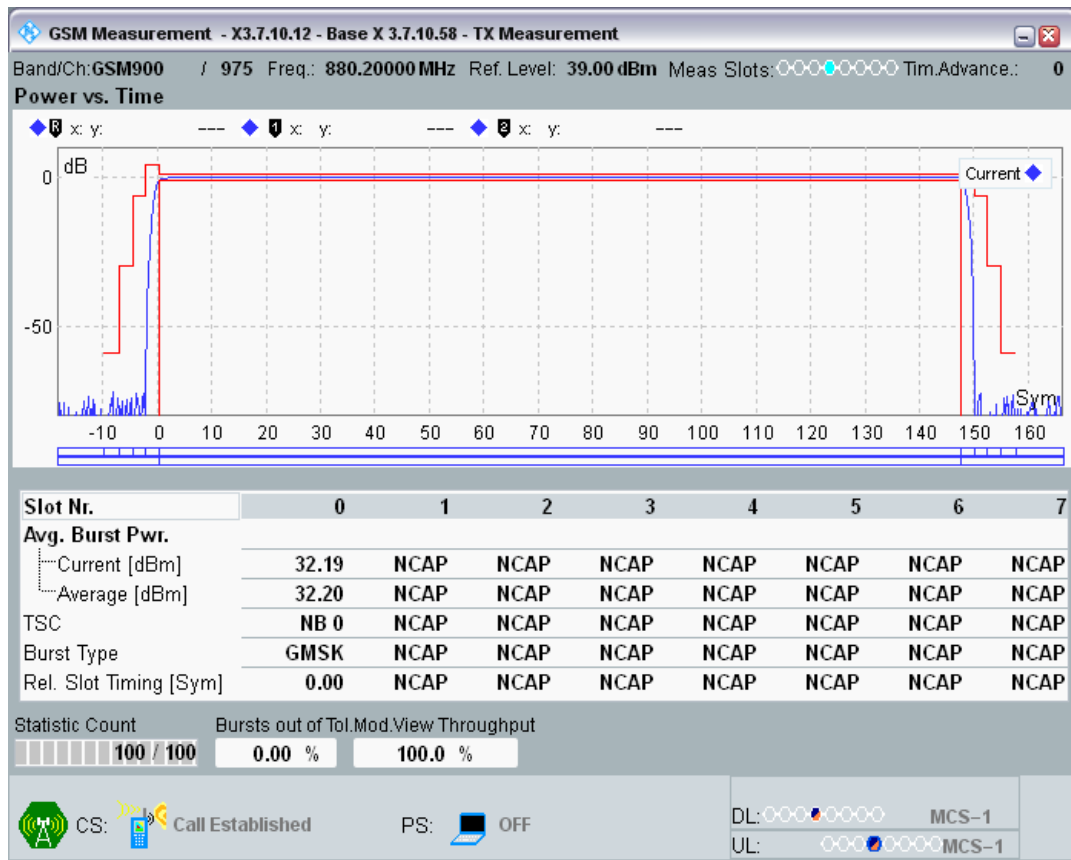 GSM Measurement - X3.7.10.12 - Base X 3.7.10.58 - TX Measurement
Band/Ch:GSM900 / 975 Freq.: 880.20000 MHz Ref. Level: 39.00 dBm Meas Slots: Tim.Advance.: 0
Power vs. Time
R x: y: --- 1 x: y: --- 2 x: y: ---
dB
0
Current
-50
Sym
-10 0 10 20 30 40 50 60 70 80 90 100 110 120 130 140 150 160
Slot Nr. 0 1 2 3 4 5 6 7
Avg. Burst Pwr.
Current [dBm] 32.19 NCAP NCAP NCAP NCAP NCAP NCAP NCAP
Average [dBm] 32.20 NCAP NCAP NCAP NCAP NCAP NCAP NCAP
TSC NB 0 NCAP NCAP NCAP NCAP NCAP NCAP NCAP
Burst Type GMSK NCAP NCAP NCAP NCAP NCAP NCAP NCAP
Rel. Slot Timing [Sym] 0.00 NCAP NCAP NCAP NCAP NCAP NCAP NCAP
Statistic Count Bursts out of Tol. Mod.View Throughput
100 / 100 0.00 % 100.0 %
CS: Call Established PS: OFF
DL: MCS-1
UL: MCS-1